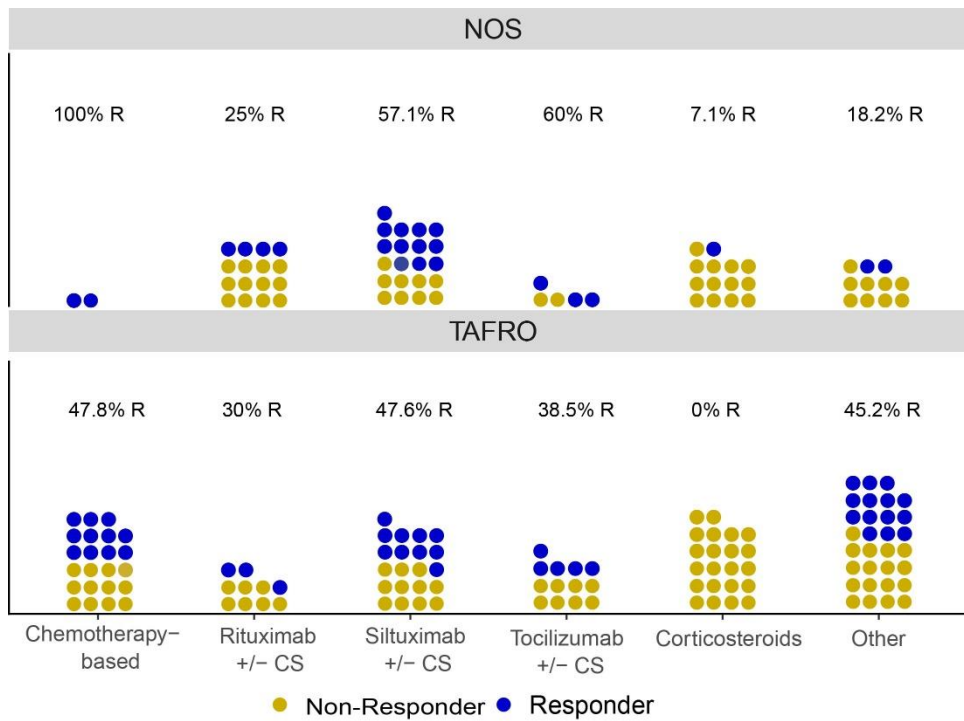 NOS
100% R 25% R 57.1% R 60% R 7.1% R 18.2% R
TAFRO
47.8% R 30% R 47.6% R 38.5% R 0% R 45.2% R
Chemotherapy− Rituximab Siltuximab Tocilizumab Corticosteroids Other
based +/− CS +/− CS +/− CS
Non-Responder Responder